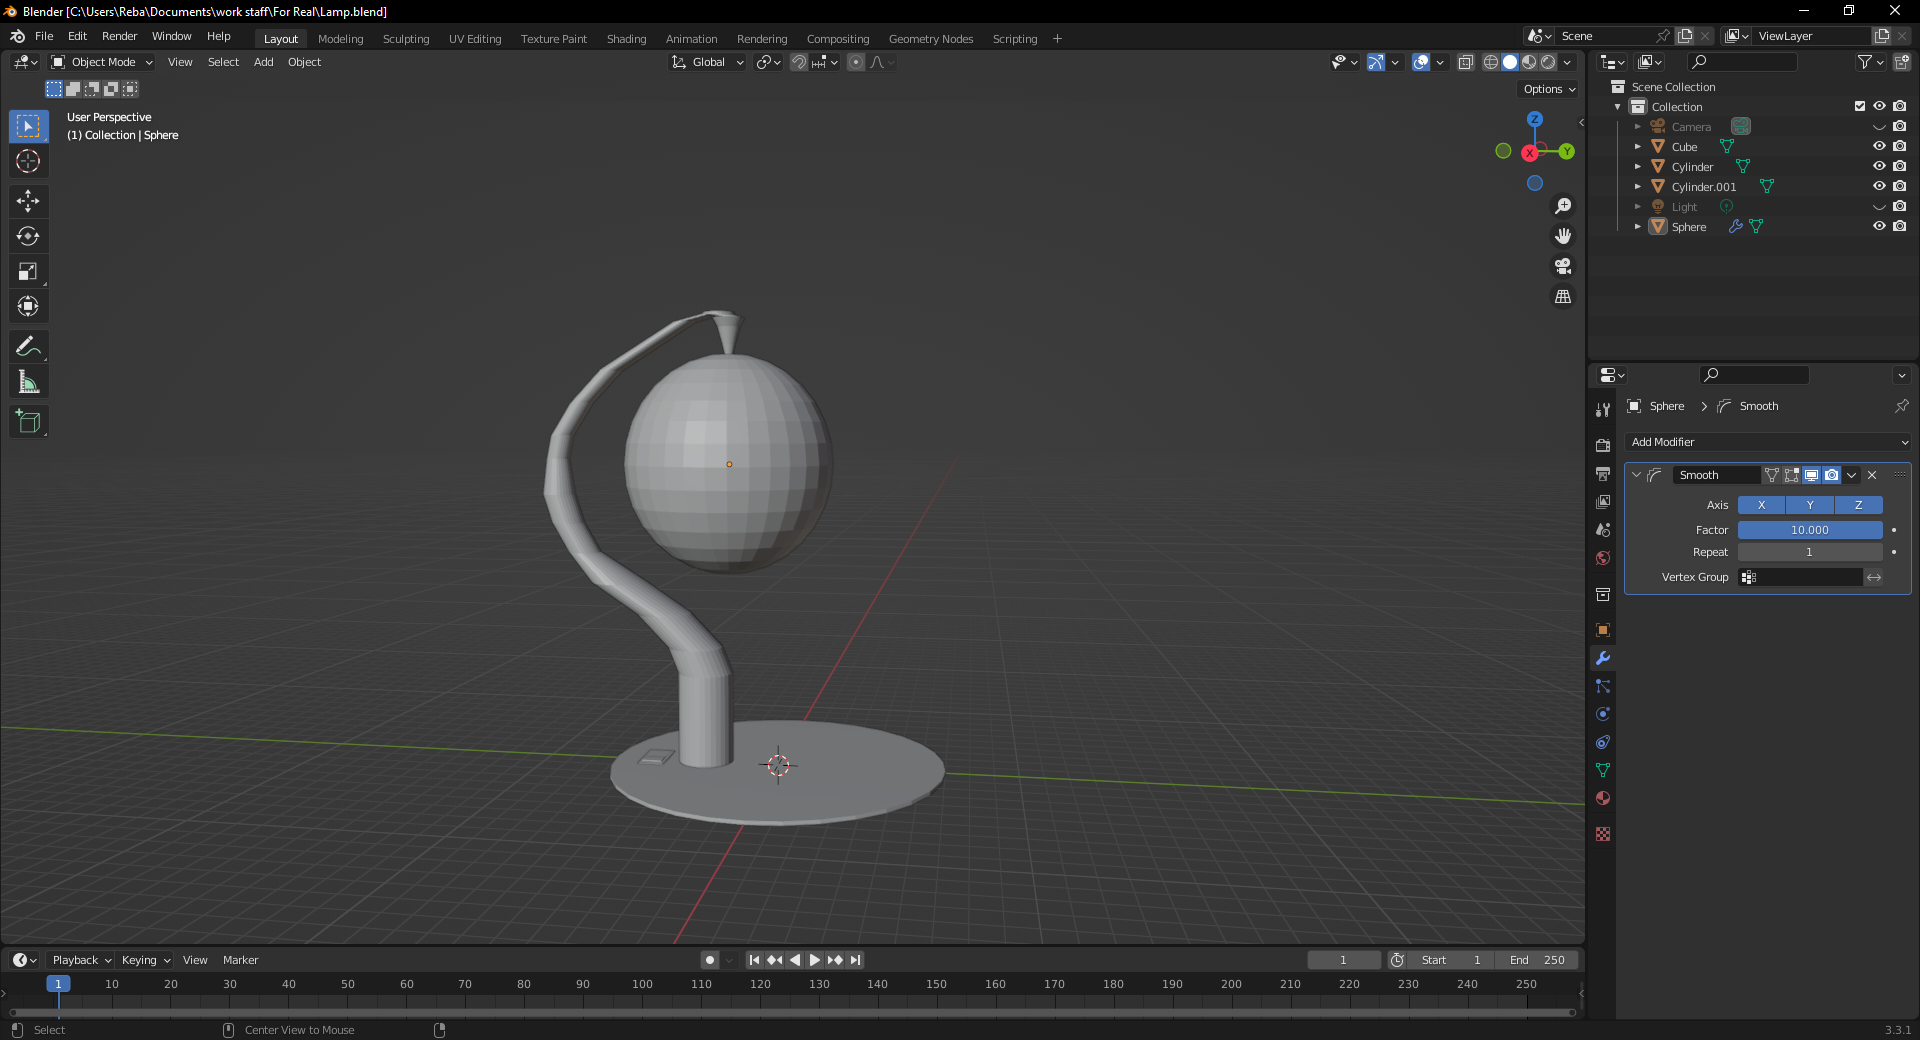 Blender [C:\Users\Reba\Documents\work staff\For Real\Lamp.blend]
File Edit Render Window Help Layout Modeling Sculpting UV Editing Texture Paint Shading Animation Rendering Compositing Geometry Nodes Scripting + Scene ViewLayer
Object Mode View Select Add Object Global
Options
User Perspective
(1) Collection | Sphere
Z
X
Y
Scene Collection
Collection
Camera
Cube
Cylinder
Cylinder.001
Light
Sphere
Sphere > Smooth
Add Modifier
Smooth
Axis X Y Z
Factor 10.000
Repeat 1
Vertex Group
Playback Keying View Marker 1 Start 1 End 250
1 10 20 30 40 50 60 70 80 90 100 110 120 130 140 150 160 170 180 190 200 210 220 230 240 250
Select Center View to Mouse 3.3.1